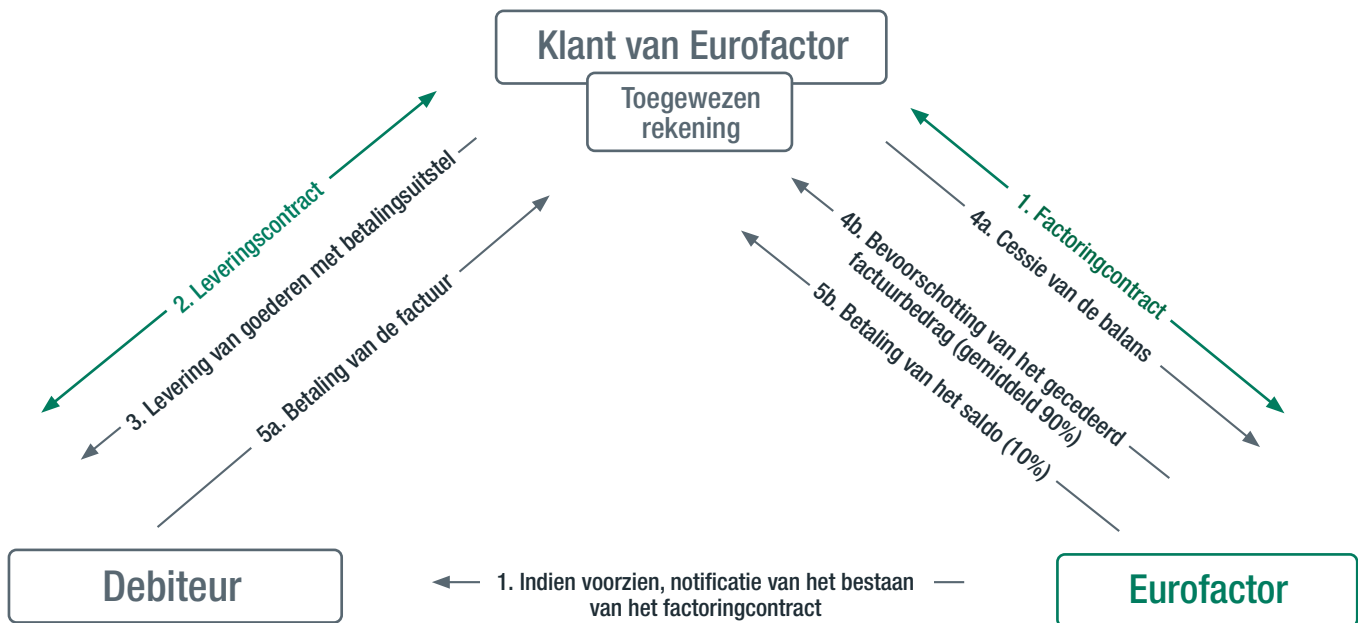 Klant van Eurofactor
Toegewezen
rekening
2. Leveringscontract
3. Levering van goederen met betalingsuitstel
5a. Betaling van de factuur
1. Factoringcontract
4a. Cessie van de balans
4b. Bevoorschotting van het gecedeerd
factuurbedrag (gemiddeld 90%)
5b. Betaling van het saldo (10%)
Debiteur
1. Indien voorzien, notificatie van het bestaan
van het factoringcontract
Eurofactor